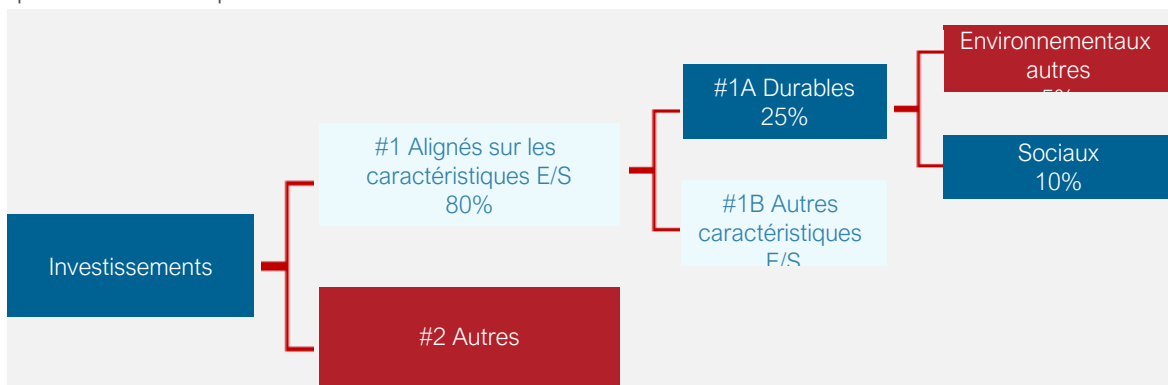 Environnementaux
autres
#1A Durables
25%
#1 Alignés sur les
caractéristiques E/S
80%
Sociaux
10%
#1B Autres
caractéristiques
E/S
Investissements
#2 Autres